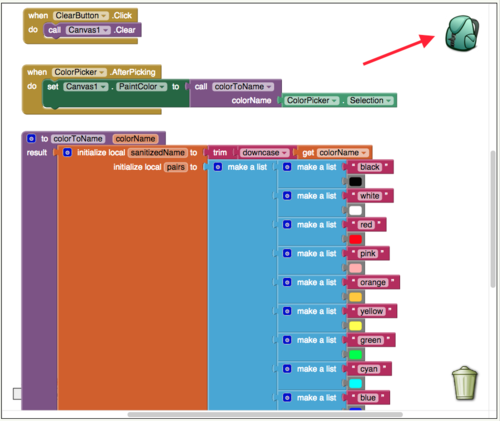 when ClearButton .Click
do call Canvas1 .Clear
when ColorPicker .AfterPicking
do set Canvas1 . PaintColor to call colorToName
colorName ColorPicker . Selection
to colorToName colorName
result initialize local sanitizedName to trim downcase get colorName
initialize local pairs to make a list make a list " black "
make a list " white "
make a list " red "
make a list " pink "
make a list " orange "
make a list " yellow "
make a list " green "
make a list " cyan "
make a list " blue "